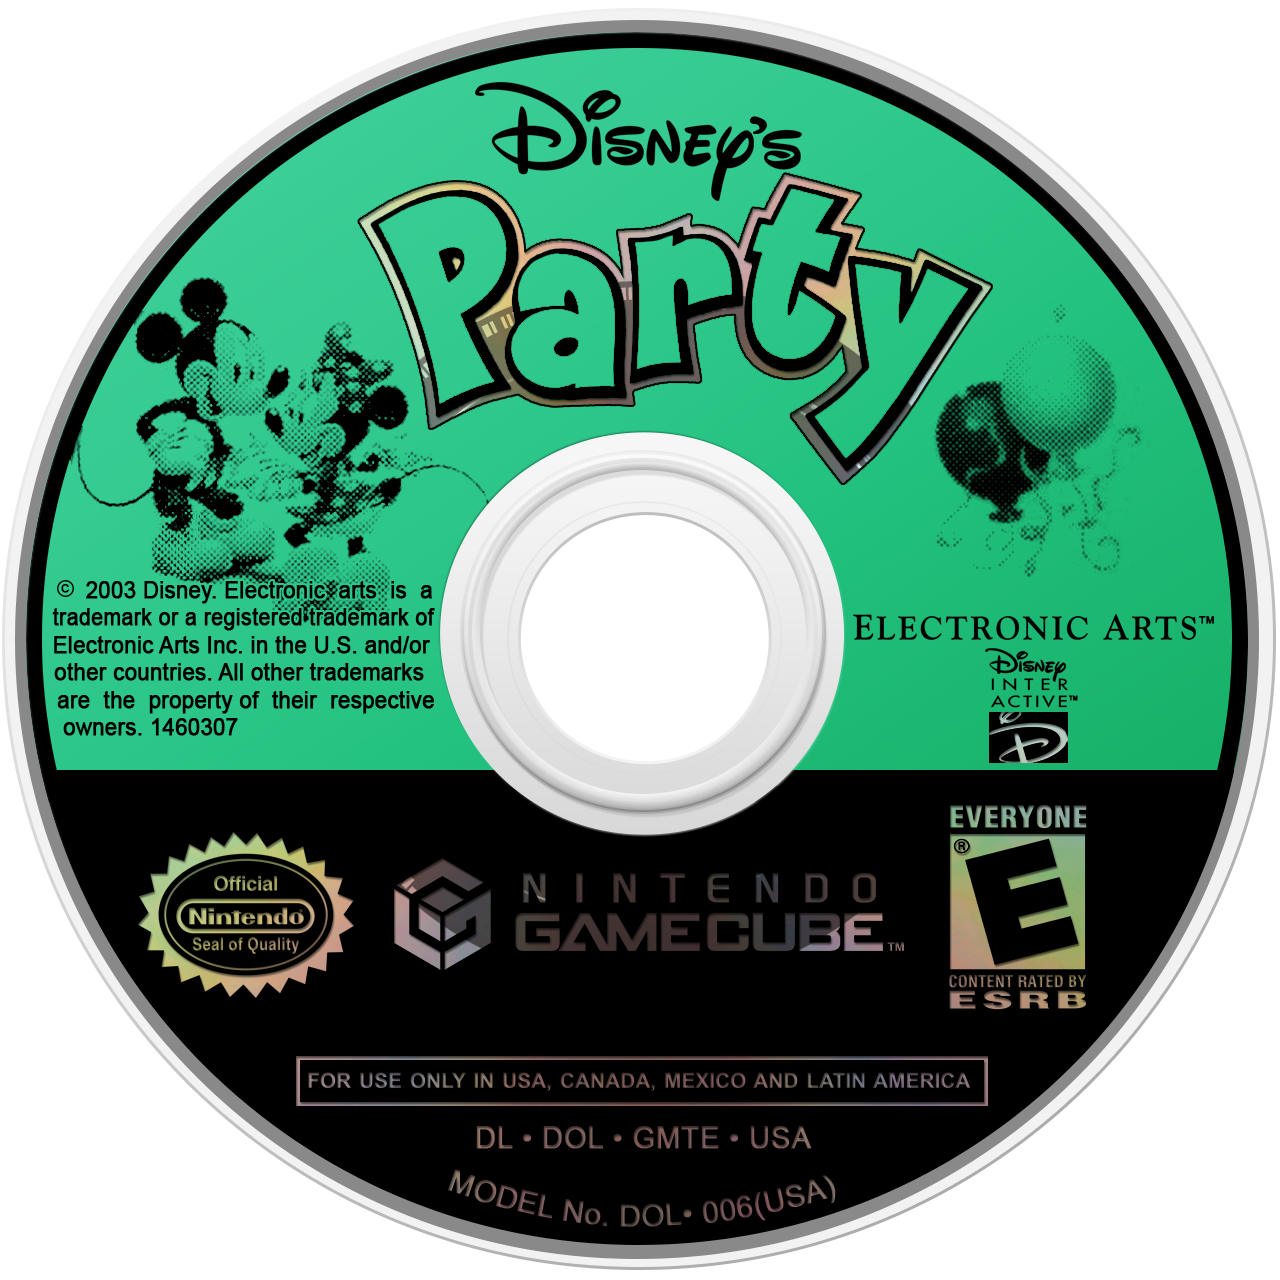 Disney's
Party
© 2003 Disney. Electronic arts is a
trademark or a registered trademark of
Electronic Arts Inc. in the U.S. and/or
other countries. All other trademarks
are the property of their respective
owners. 1460307
ELECTRONIC ARTS™
Disney
INTER
ACTIVE™
D
Official
Nintendo®
Seal of Quality
NINTENDO
GAMECUBE™
EVERYONE
®
E
CONTENT RATED BY
ESRB
FOR USE ONLY IN USA, CANADA, MEXICO AND LATIN AMERICA
DL • DOL • GMTE • USA
MODEL No. DOL• 006(USA)